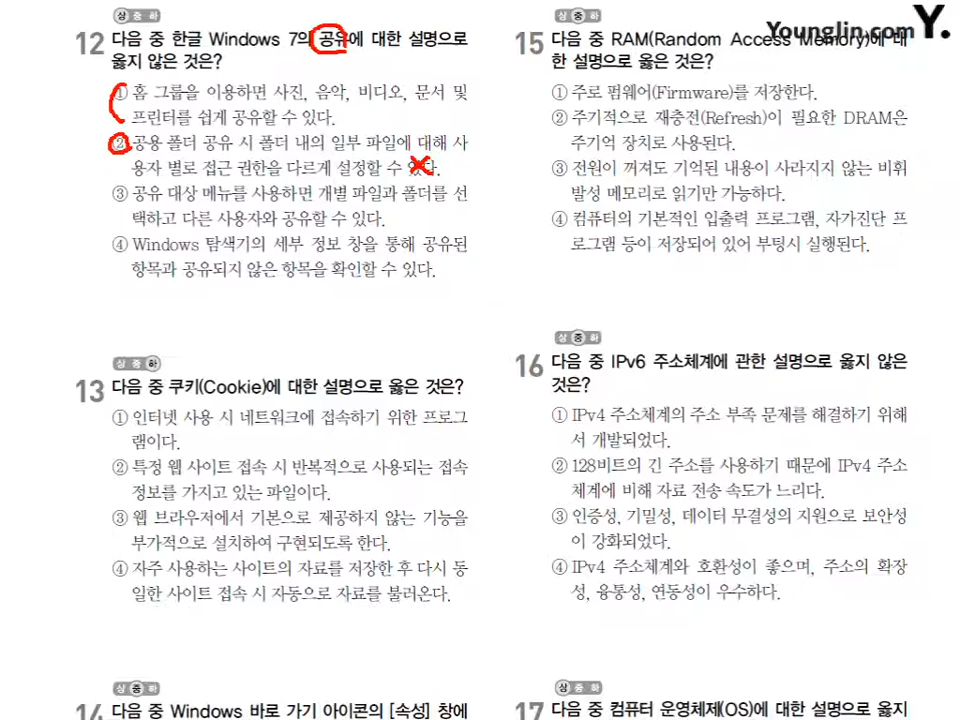 상 중 하
12 다음 중 한글 Windows 7의 공유에 대한 설명으로
옳지 않은 것은?
① 홈 그룹을 이용하면 사진, 음악, 비디오, 문서 및
프린터를 쉽게 공유할 수 있다.
② 공용 폴더 공유 시 폴더 내의 일부 파일에 대해 사
용자 별로 접근 권한을 다르게 설정할 수 있다.
③ 공유 대상 메뉴를 사용하면 개별 파일과 폴더를 선
택하고 다른 사용자와 공유할 수 있다.
④ Windows 탐색기의 세부 정보 창을 통해 공유된
항목과 공유되지 않은 항목을 확인할 수 있다.
상 중 하
13 다음 중 쿠키(Cookie)에 대한 설명으로 옳은 것은?
① 인터넷 사용 시 네트워크에 접속하기 위한 프로그
램이다.
② 특정 웹 사이트 접속 시 반복적으로 사용되는 접속
정보를 가지고 있는 파일이다.
③ 웹 브라우저에서 기본으로 제공하지 않는 기능을
부가적으로 설치하여 구현되도록 한다.
④ 자주 사용하는 사이트의 자료를 저장한 후 다시 동
일한 사이트 접속 시 자동으로 자료를 불러온다.
상 중 하
14 다음 중 Windows 바로 가기 아이콘의 [속성] 창에
Younglin.com Y.
상 중 하
15 다음 중 RAM(Random Access Memory)에 대
한 설명으로 옳은 것은?
① 주로 펌웨어(Firmware)를 저장한다.
② 주기적으로 재충전(Refresh)이 필요한 DRAM은
주기억 장치로 사용된다.
③ 전원이 꺼져도 기억된 내용이 사라지지 않는 비휘
발성 메모리로 읽기만 가능하다.
④ 컴퓨터의 기본적인 입출력 프로그램, 자가진단 프
로그램 등이 저장되어 있어 부팅시 실행된다.
상 중 하
16 다음 중 IPv6 주소체계에 관한 설명으로 옳지 않은
것은?
① IPv4 주소체계의 주소 부족 문제를 해결하기 위해
서 개발되었다.
② 128비트의 긴 주소를 사용하기 때문에 IPv4 주소
체계에 비해 자료 전송 속도가 느리다.
③ 인증성, 기밀성, 데이터 무결성의 지원으로 보안성
이 강화되었다.
④ IPv4 주소체계와 호환성이 좋으며, 주소의 확장
성, 융통성, 연동성이 우수하다.
상 중 하
17 다음 중 컴퓨터 운영체제(OS)에 대한 설명으로 옳지